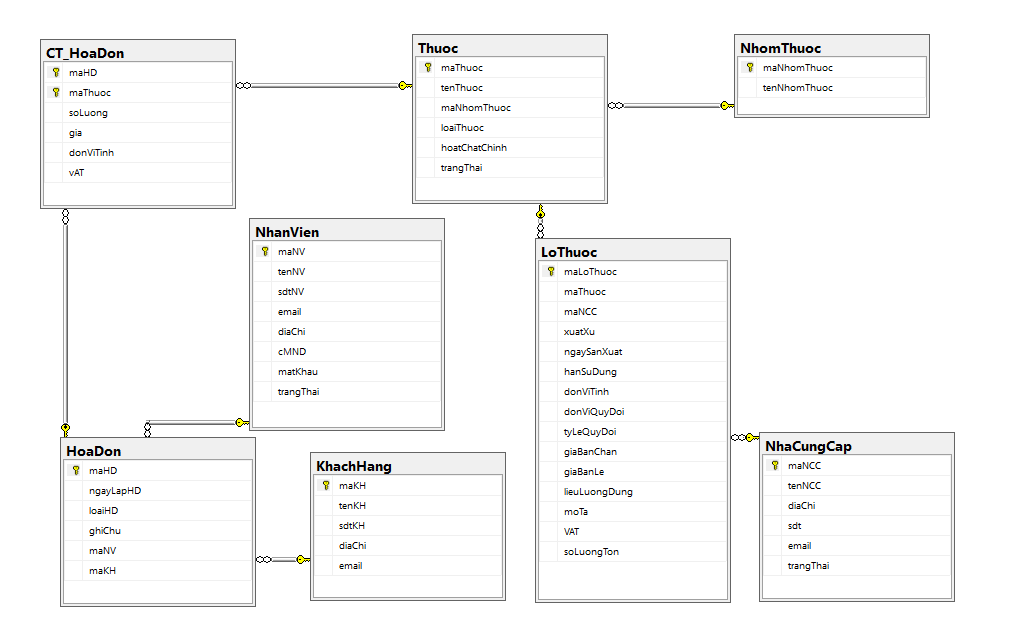 CT_HoaDon
maHD
maThuoc
soLuong
gia
donViTinh
vAT
Thuoc
maThuoc
tenThuoc
maNhomThuoc
loaiThuoc
hoatChatChinh
trangThai
NhomThuoc
maNhomThuoc
tenNhomThuoc
NhanVien
maNV
tenNV
sdtNV
email
diaChi
cMND
matKhau
trangThai
LoThuoc
maLoThuoc
maThuoc
maNCC
xuatXu
ngaySanXuat
hanSuDung
donViTinh
donViQuyDoi
tyLeQuyDoi
giaBanChan
giaBanLe
lieuLuongDung
moTa
VAT
soLuongTon
HoaDon
maHD
ngayLapHD
loaiHD
ghiChu
maNV
maKH
KhachHang
maKH
tenKH
sdtKH
diaChi
email
NhaCungCap
maNCC
tenNCC
diaChi
sdt
email
trangThai